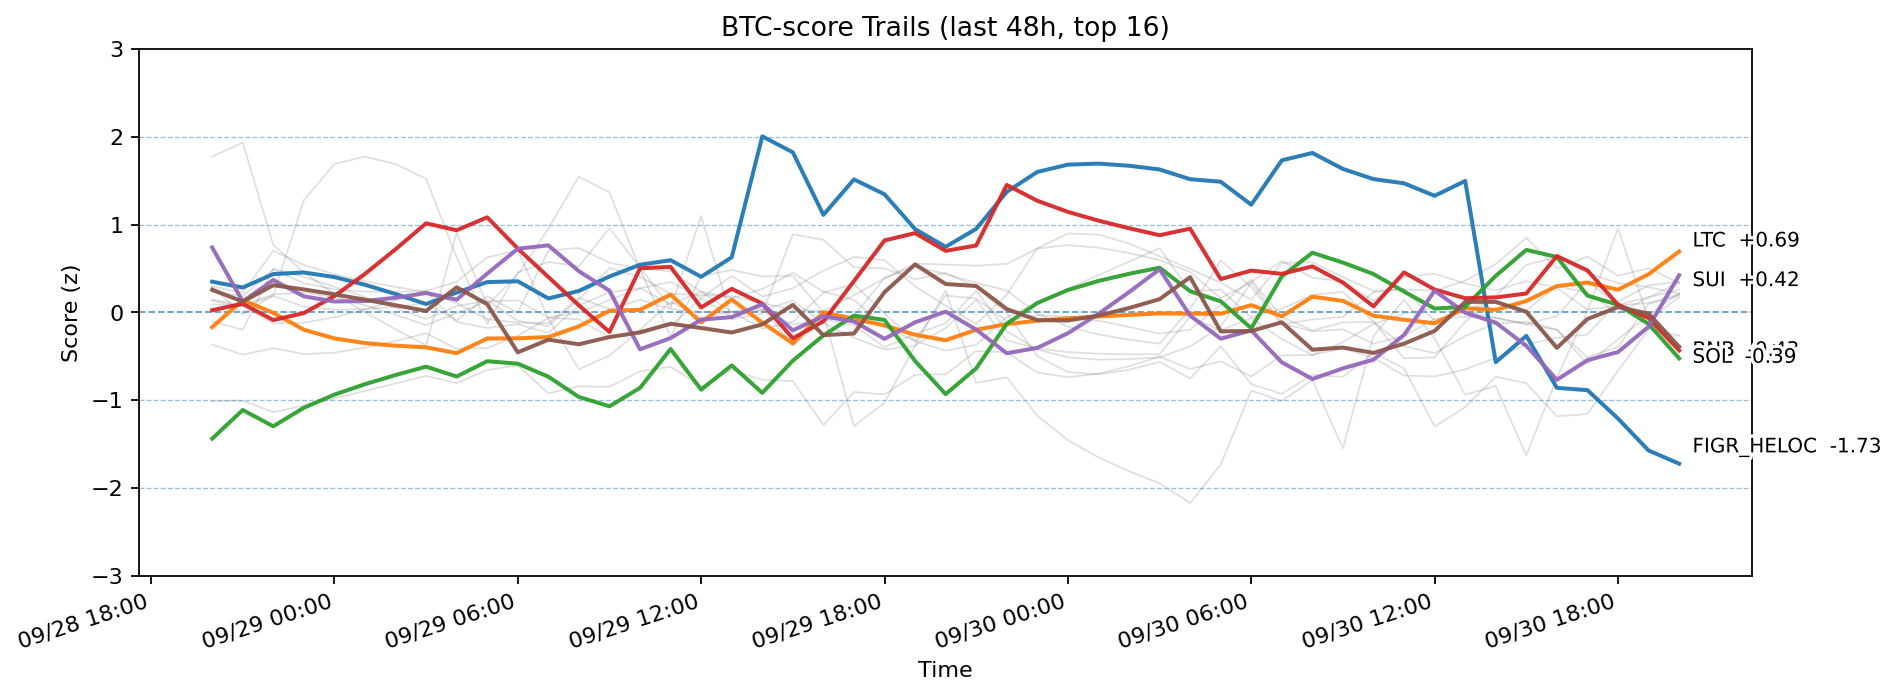 BTC-score Trails (last 48h, top 16)
Score (z)
3
2
1
0
−1
−2
−3
LTC +0.69
SUI +0.42
SOL -0.39
FIGR_HELOC -1.73
09/28 18:00
09/29 00:00
09/29 06:00
09/29 12:00
09/29 18:00
09/30 00:00
09/30 06:00
09/30 12:00
09/30 18:00
Time